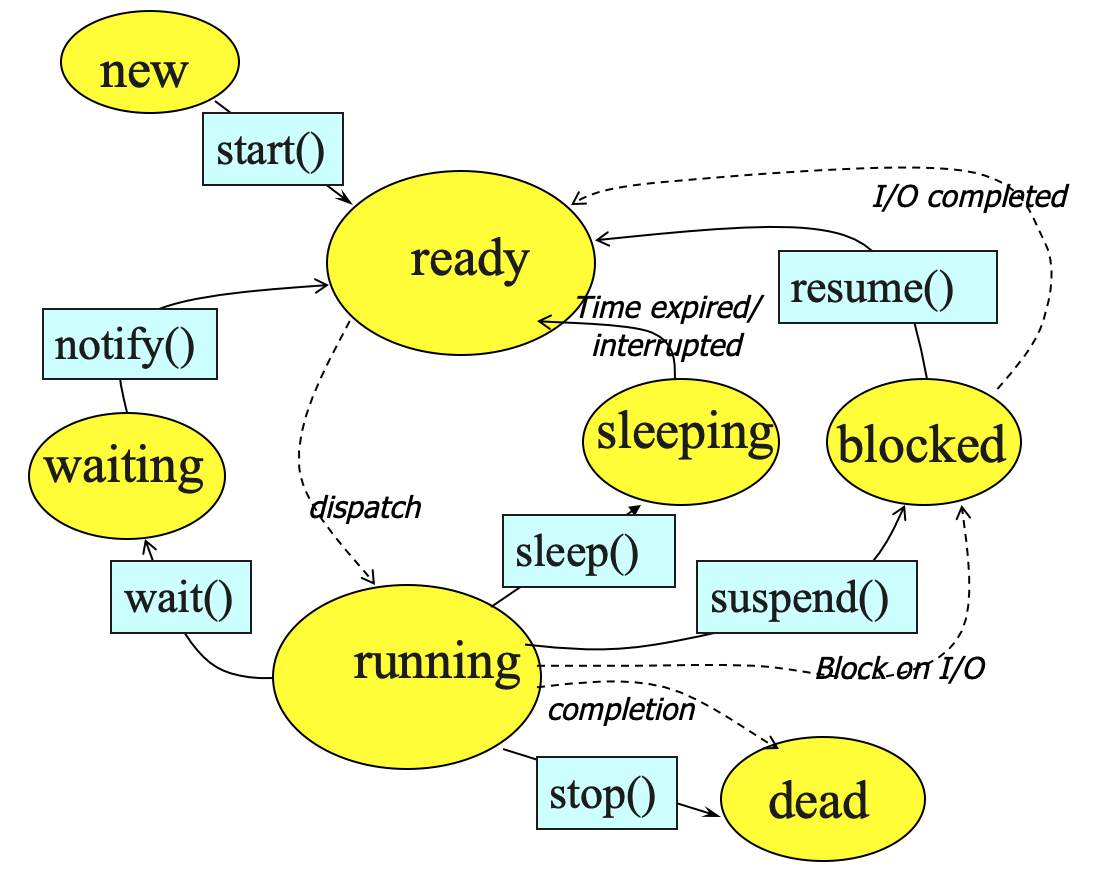 new
start()
I/O completed
ready
resume()
Time expired/
interrupted
notify()
sleeping
blocked
waiting
dispatch
sleep()
wait()
suspend()
running
Block on I/O
completion
stop()
dead